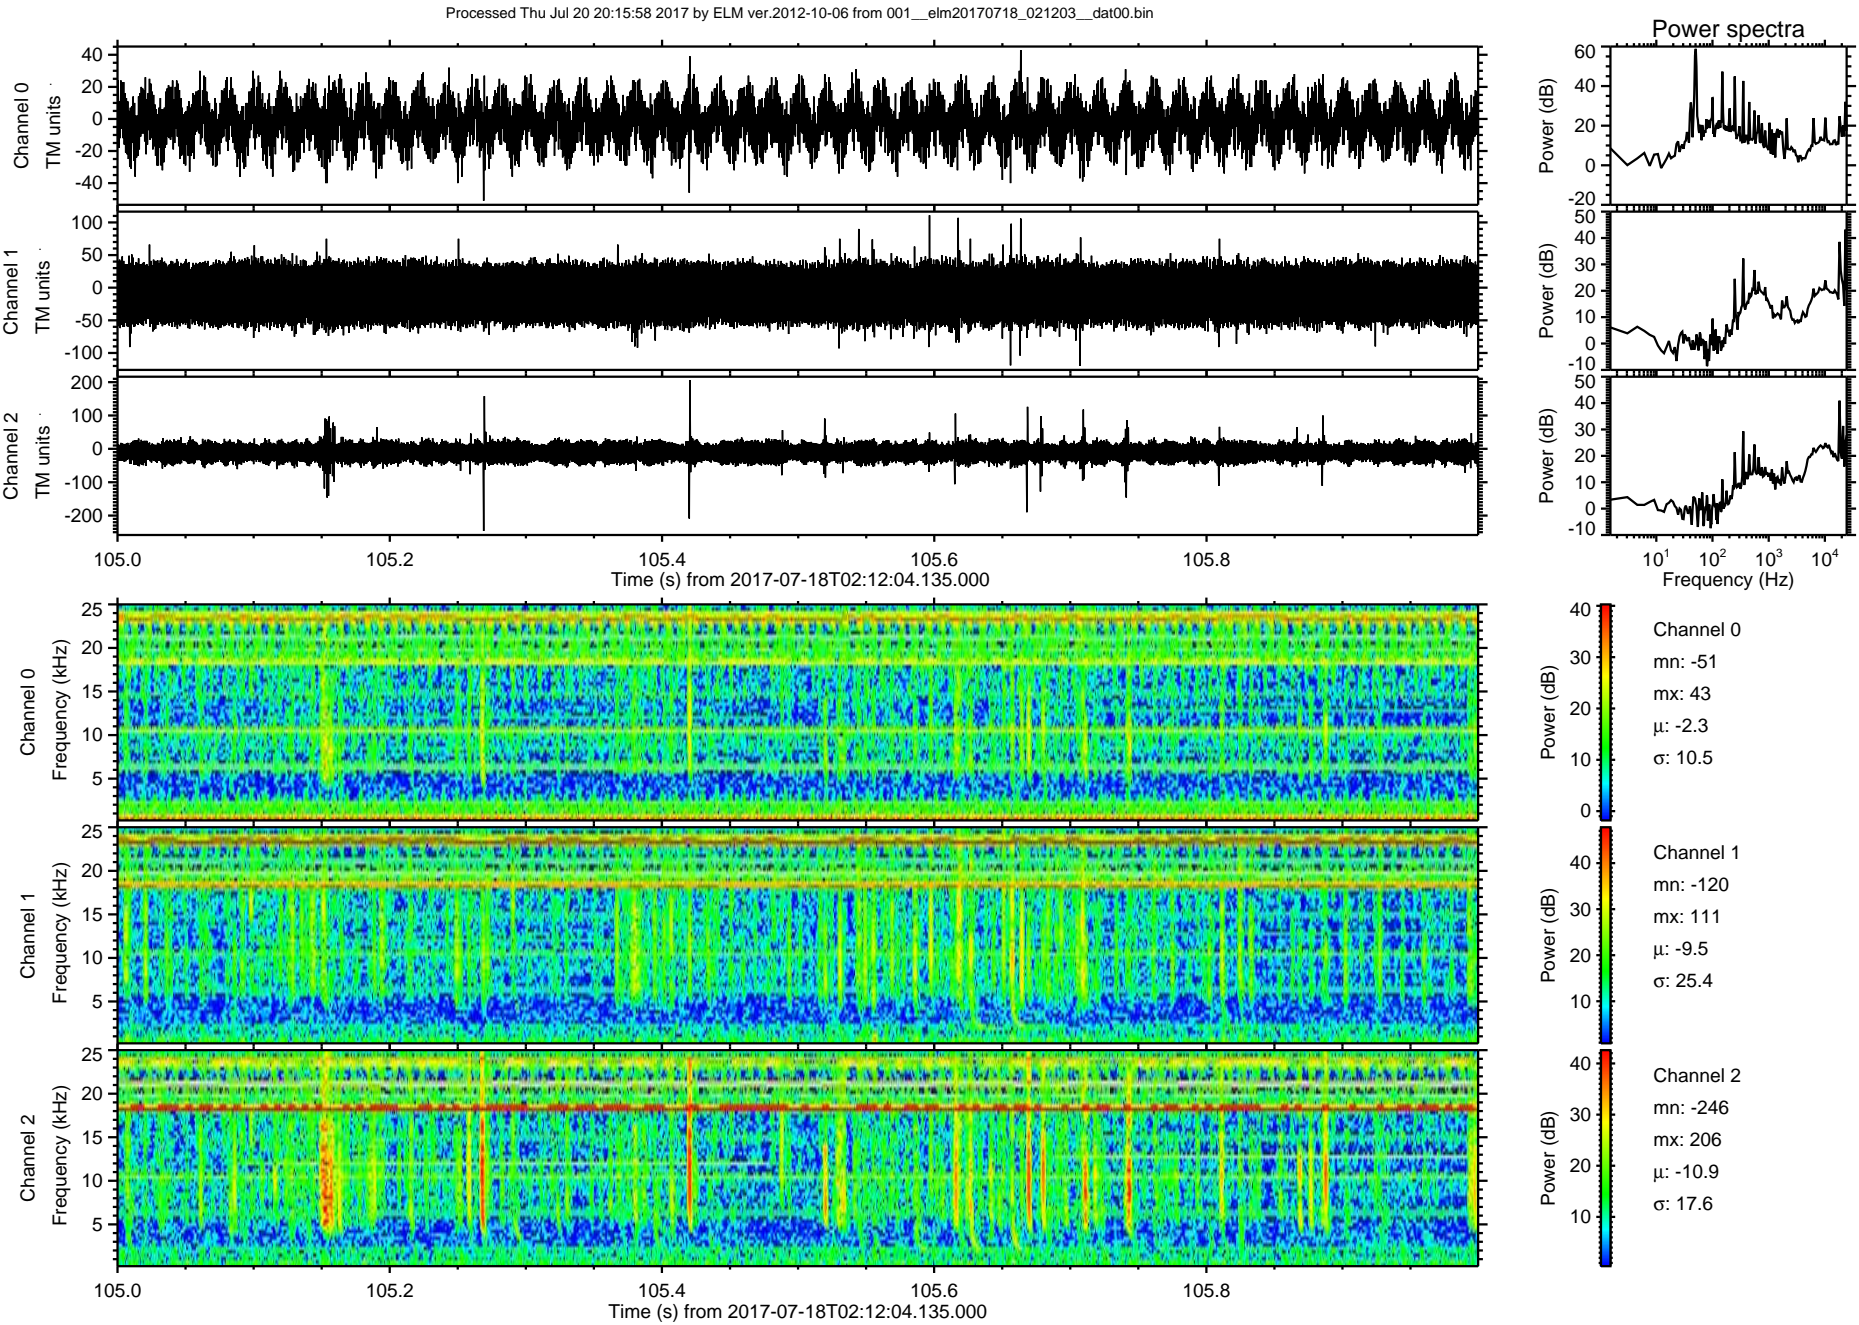 Processed Thu Jul 20 20:15:58 2017 by ELM ver.2012-10-06 from 001__elm20170718_021203__dat00.bin
Power spectra
Channel 0
TM units
40
20
0
-20
-40
Power (dB)
60
40
20
0
-20
Channel 1
TM units
100
50
0
-50
-100
Power (dB)
50
40
30
20
10
0
-10
Channel 2
TM units
200
100
0
-100
-200
Power (dB)
50
40
30
20
10
0
-10
105.0 105.2 105.4 105.6 105.8
Time (s) from 2017-07-18T02:12:04.135.000
10^1 10^2 10^3 10^4
Frequency (Hz)
Channel 0
Frequency (kHz)
25
20
15
10
5
Power (dB)
40
30
20
10
0
Channel 0
mn: -51
mx: 43
μ: -2.3
σ: 10.5
Channel 1
Frequency (kHz)
25
20
15
10
5
Power (dB)
40
30
20
10
Channel 1
mn: -120
mx: 111
μ: -9.5
σ: 25.4
Channel 2
Frequency (kHz)
25
20
15
10
5
Power (dB)
40
30
20
10
Channel 2
mn: -246
mx: 206
μ: -10.9
σ: 17.6
105.0 105.2 105.4 105.6 105.8
Time (s) from 2017-07-18T02:12:04.135.000